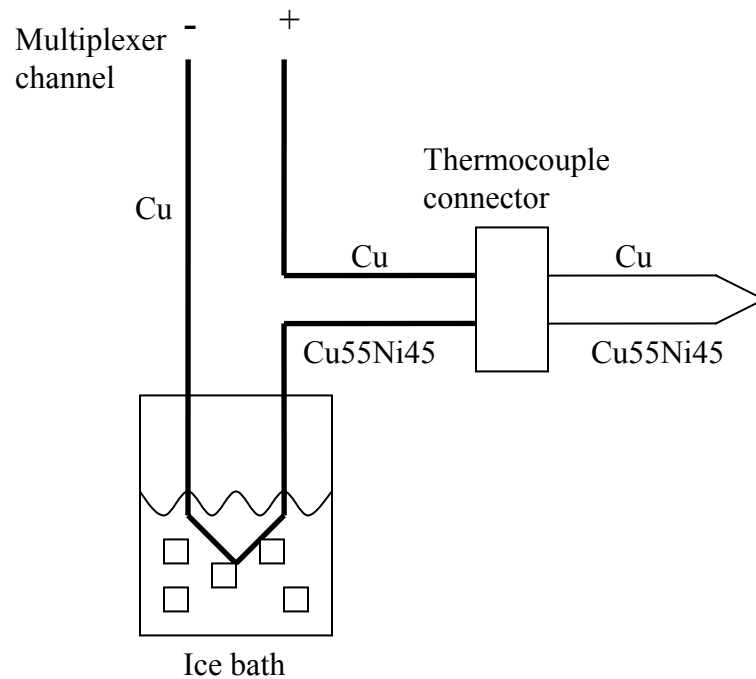 - +
Multiplexer
channel
Thermocouple
connector
Cu
Cu Cu
Cu55Ni45 Cu55Ni45
Ice bath